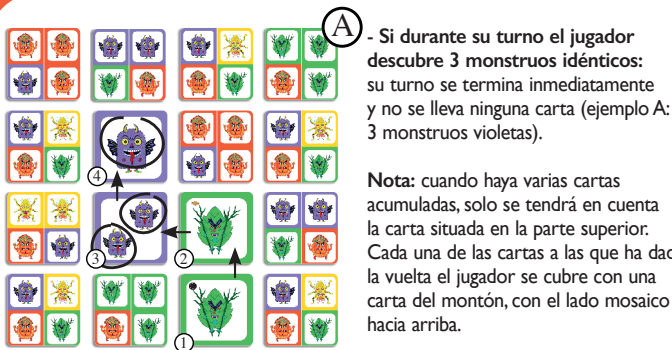 A
- Si durante su turno el jugador
descubre 3 monstruos idénticos:
su turno se termina inmediatamente
y no se lleva ninguna carta (ejemplo A:
3 monstruos violetas).
Nota: cuando haya varias cartas
acumuladas, solo se tendrá en cuenta
la carta situada en la parte superior.
Cada una de las cartas a las que ha dad
la vuelta el jugador se cubre con una
carta del montón, con el lado mosaico
hacia arriba.
4
3
2
1